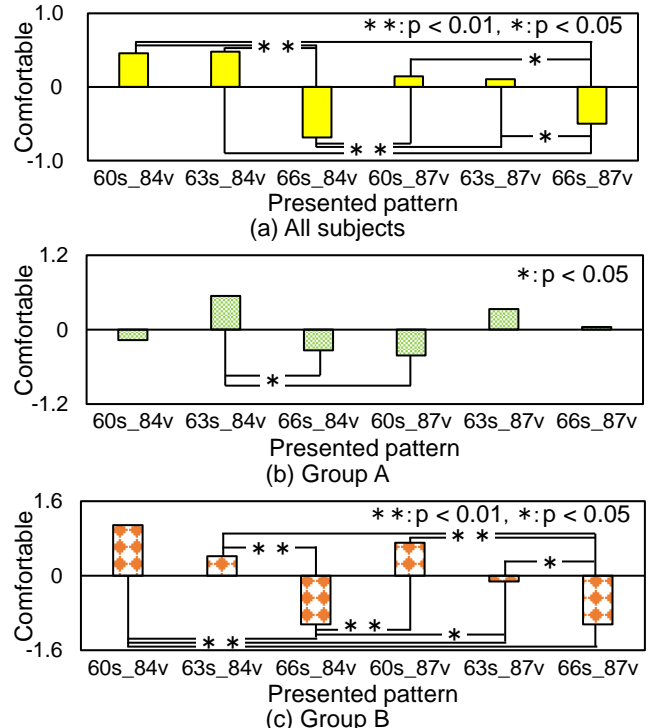 1.0
0
-1.0
Comfortable
∗∗:p < 0.01, ∗:p < 0.05
∗∗
∗
∗∗
∗
60s_84v 63s_84v 66s_84v 60s_87v 63s_87v 66s_87v
Presented pattern
(a) All subjects
1.2
0
-1.2
Comfortable
∗:p < 0.05
∗
60s_84v 63s_84v 66s_84v 60s_87v 63s_87v 66s_87v
Presented pattern
(b) Group A
1.6
0
-1.6
Comfortable
∗∗:p < 0.01, ∗:p < 0.05
∗∗
∗∗
∗
∗∗
∗
∗∗
60s_84v 63s_84v 66s_84v 60s_87v 63s_87v 66s_87v
Presented pattern
(c) Group B